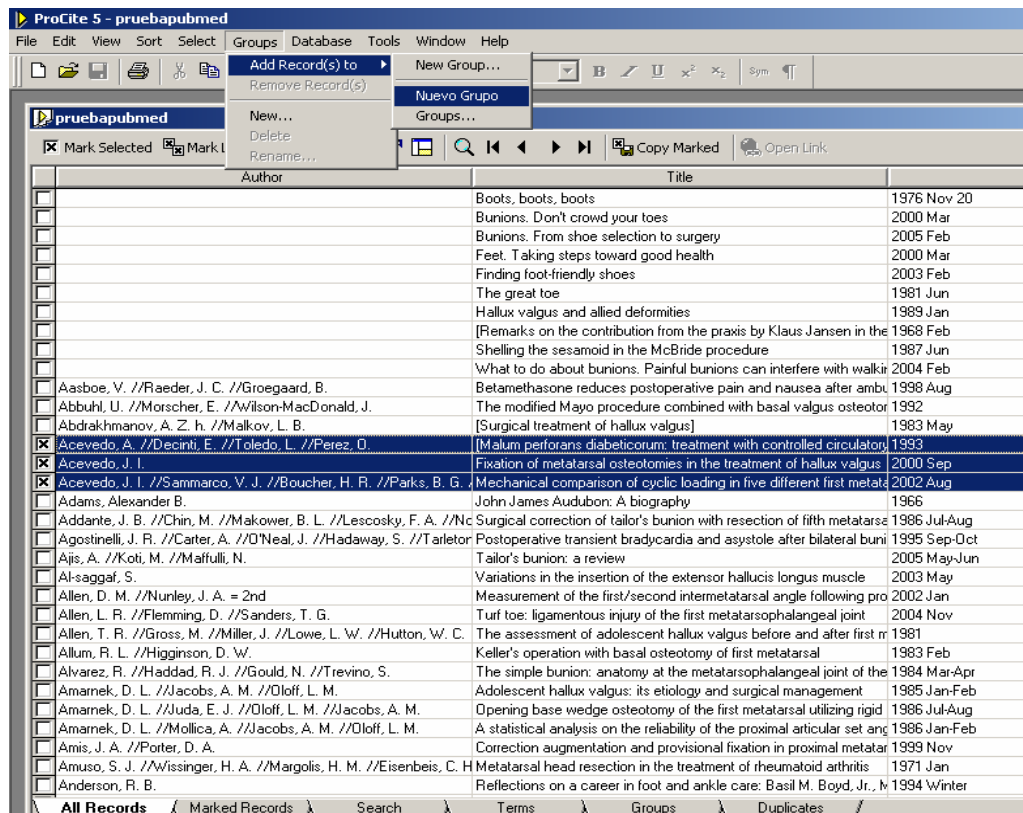 ProCite 5 - pruebapubmed
File Edit View Sort Select Groups Database Tools Window Help
Add Record(s) to New Group...
Remove Record(s)
Nuevo Grupo
New... Groups...
Delete
Rename...
B Z U x² x₂ Sym ¶
pruebapubmed
Mark Selected Mark L Copy Marked Open Link
Author Title
Boots, boots, boots 1976 Nov 20
Bunions. Don't crowd your toes 2000 Mar
Bunions. From shoe selection to surgery 2005 Feb
Feet. Taking steps toward good health 2000 Mar
Finding foot-friendly shoes 2003 Feb
The great toe 1981 Jun
Hallux valgus and allied deformities 1989 Jan
[Remarks on the contribution from the praxis by Klaus Jansen in the 1968 Feb
Shelling the sesamoid in the McBride procedure 1987 Jun
What to do about bunions. Painful bunions can interfere with walkir 2004 Feb
Aasboe, V. //Raeder, J. C. //Groegaard, B. Betamethasone reduces postoperative pain and nausea after ambu 1998 Aug
Abbuhl, U. //Morscher, E. //Wilson-MacDonald, J. The modified Mayo procedure combined with basal valgus osteotor 1992
Abdrakhmanov, A. Z. h. //Malkov, L. B. [Surgical treatment of hallux valgus] 1983 May
Acevedo, A. //Decinti, E. //Toledo, L. //Perez, O. [Malum perforans diabeticorum: treatment with controlled circulatory 1993
Acevedo, J. I. Fixation of metatarsal osteotomies in the treatment of hallux valgus 2000 Sep
Acevedo, J. I. //Sammarco, V. J. //Boucher, H. R. //Parks, B. G. / Mechanical comparison of cyclic loading in five different first metata 2002 Aug
Adams, Alexander B. John James Audubon: A biography 1966
Addante, J. B. //Chin, M. //Makower, B. L. //Lescosky, F. A. //Nc Surgical correction of tailor's bunion with resection of fifth metatarsa 1986 Jul-Aug
Agostinelli, J. R. //Carter, A. //O'Neal, J. //Hadaway, S. //Tarletor Postoperative transient bradycardia and asystole after bilateral buni 1995 Sep-Oct
Ajis, A. //Koti, M. //Maffulli, N. Tailor's bunion: a review 2005 May-Jun
Al-saggaf, S. Variations in the insertion of the extensor hallucis longus muscle 2003 May
Allen, D. M. //Nunley, J. A. = 2nd Measurement of the first/second intermetatarsal angle following pro 2002 Jan
Allen, L. R. //Flemming, D. //Sanders, T. G. Turf toe: ligamentous injury of the first metatarsophalangeal joint 2004 Nov
Allen, T. R. //Gross, M. //Miller, J. //Lowe, L. W. //Hutton, W. C. The assessment of adolescent hallux valgus before and after first m 1981
Allum, R. L. //Higginson, D. W. Keller's operation with basal osteotomy of first metatarsal 1983 Feb
Alvarez, R. //Haddad, R. J. //Gould, N. //Trevino, S. The simple bunion: anatomy at the metatarsophalangeal joint of the 1984 Mar-Apr
Amarnek, D. L. //Jacobs, A. M. //Oloff, L. M. Adolescent hallux valgus: its etiology and surgical management 1985 Jan-Feb
Amarnek, D. L. //Juda, E. J. //Oloff, L. M. //Jacobs, A. M. Opening base wedge osteotomy of the first metatarsal utilizing rigid 1986 Jul-Aug
Amarnek, D. L. //Mollica, A. //Jacobs, A. M. //Oloff, L. M. A statistical analysis on the reliability of the proximal articular set ang 1986 Jan-Feb
Amis, J. A. //Porter, D. A. Correction augmentation and provisional fixation in proximal metatar 1999 Nov
Amuso, S. J. //Wissinger, H. A. //Margolis, H. M. //Eisenbeis, C. H Metatarsal head resection in the treatment of rheumatoid arthritis 1971 Jan
Anderson, R. B. Reflections on a career in foot and ankle care: Basil M. Boyd, Jr., M 1994 Winter
All Records Marked Records Search Terms Groups Duplicates